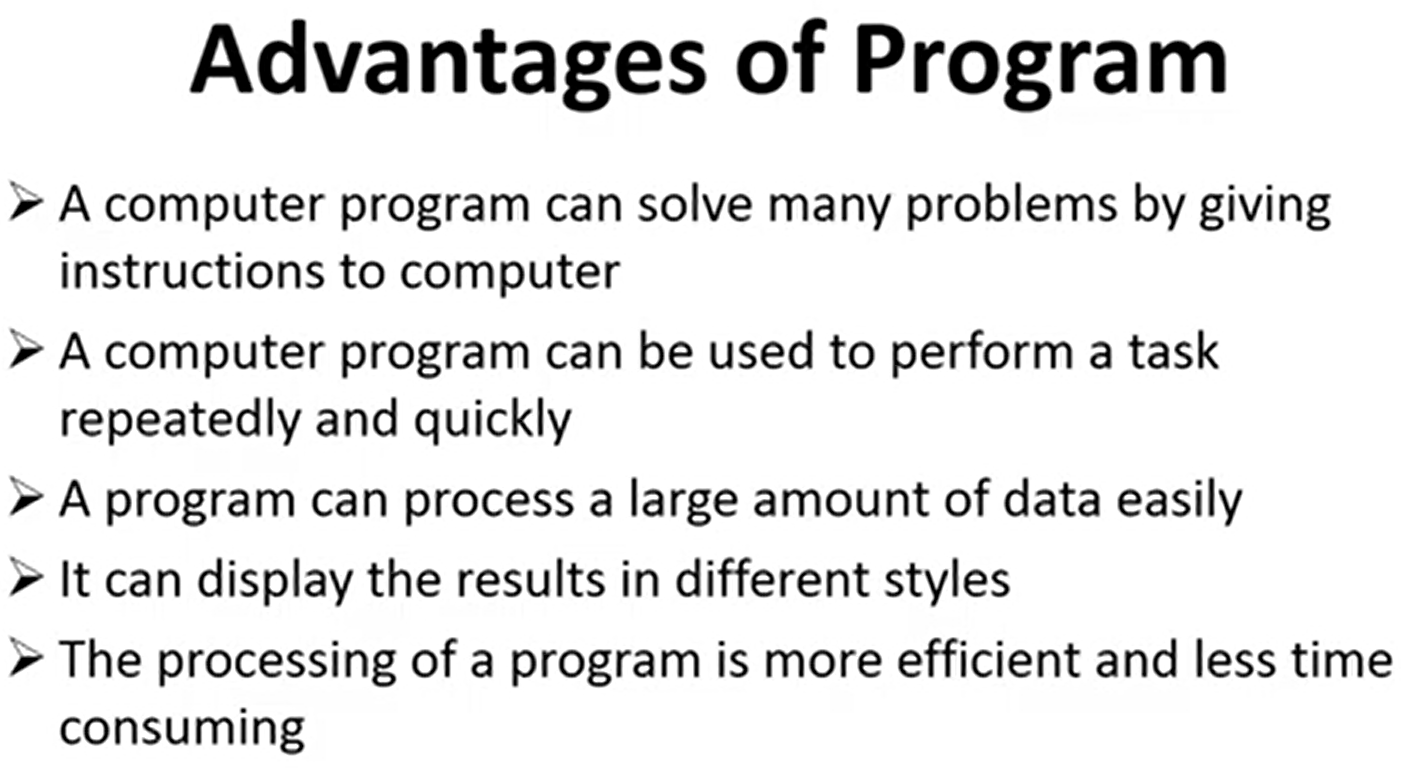 Advantages of Program
➢ A computer program can solve many problems by giving
instructions to computer
➢ A computer program can be used to perform a task
repeatedly and quickly
➢ A program can process a large amount of data easily
➢ It can display the results in different styles
➢ The processing of a program is more efficient and less time
consuming